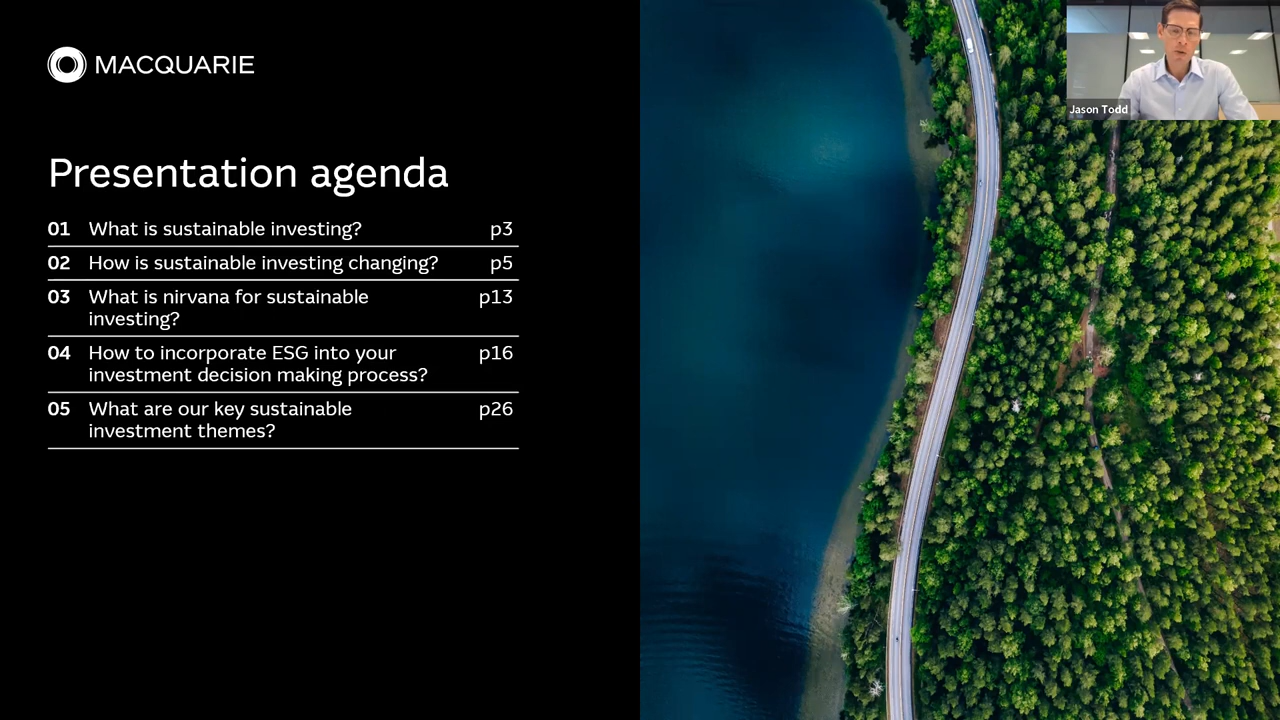 MACQUARIE
Presentation agenda
01 What is sustainable investing? p3
02 How is sustainable investing changing? p5
03 What is nirvana for sustainable p13
investing?
04 How to incorporate ESG into your p16
investment decision making process?
05 What are our key sustainable p26
investment themes?
Jason Todd